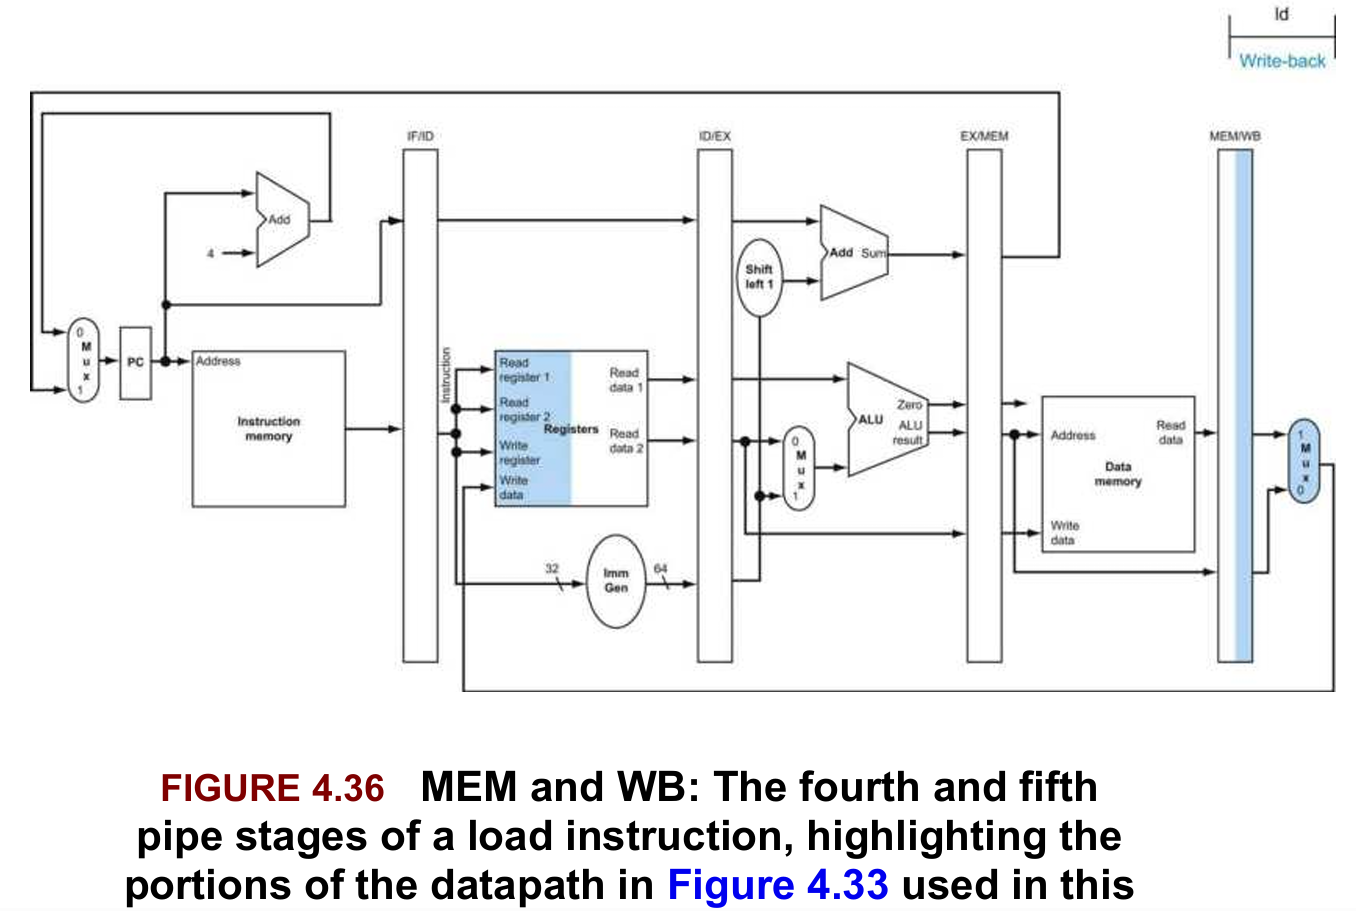 ld
Write-back
IF/ID
ID/EX
EX/MEM
MEM/WB
Add
4
Add Sum
Shift
left 1
0
M
u
x
1
PC
Address
Instruction
memory
Instruction
Read
register 1
Read
register 2
Write
register
Write
data
Registers
Read
data 1
Read
data 2
0
M
u
x
1
Zero
ALU
ALU
result
Address
Read
data
Data
memory
Write
data
1
M
u
x
0
32
Imm
Gen
64
FIGURE 4.36 MEM and WB: The fourth and fifth
pipe stages of a load instruction, highlighting the
portions of the datapath in Figure 4.33 used in this